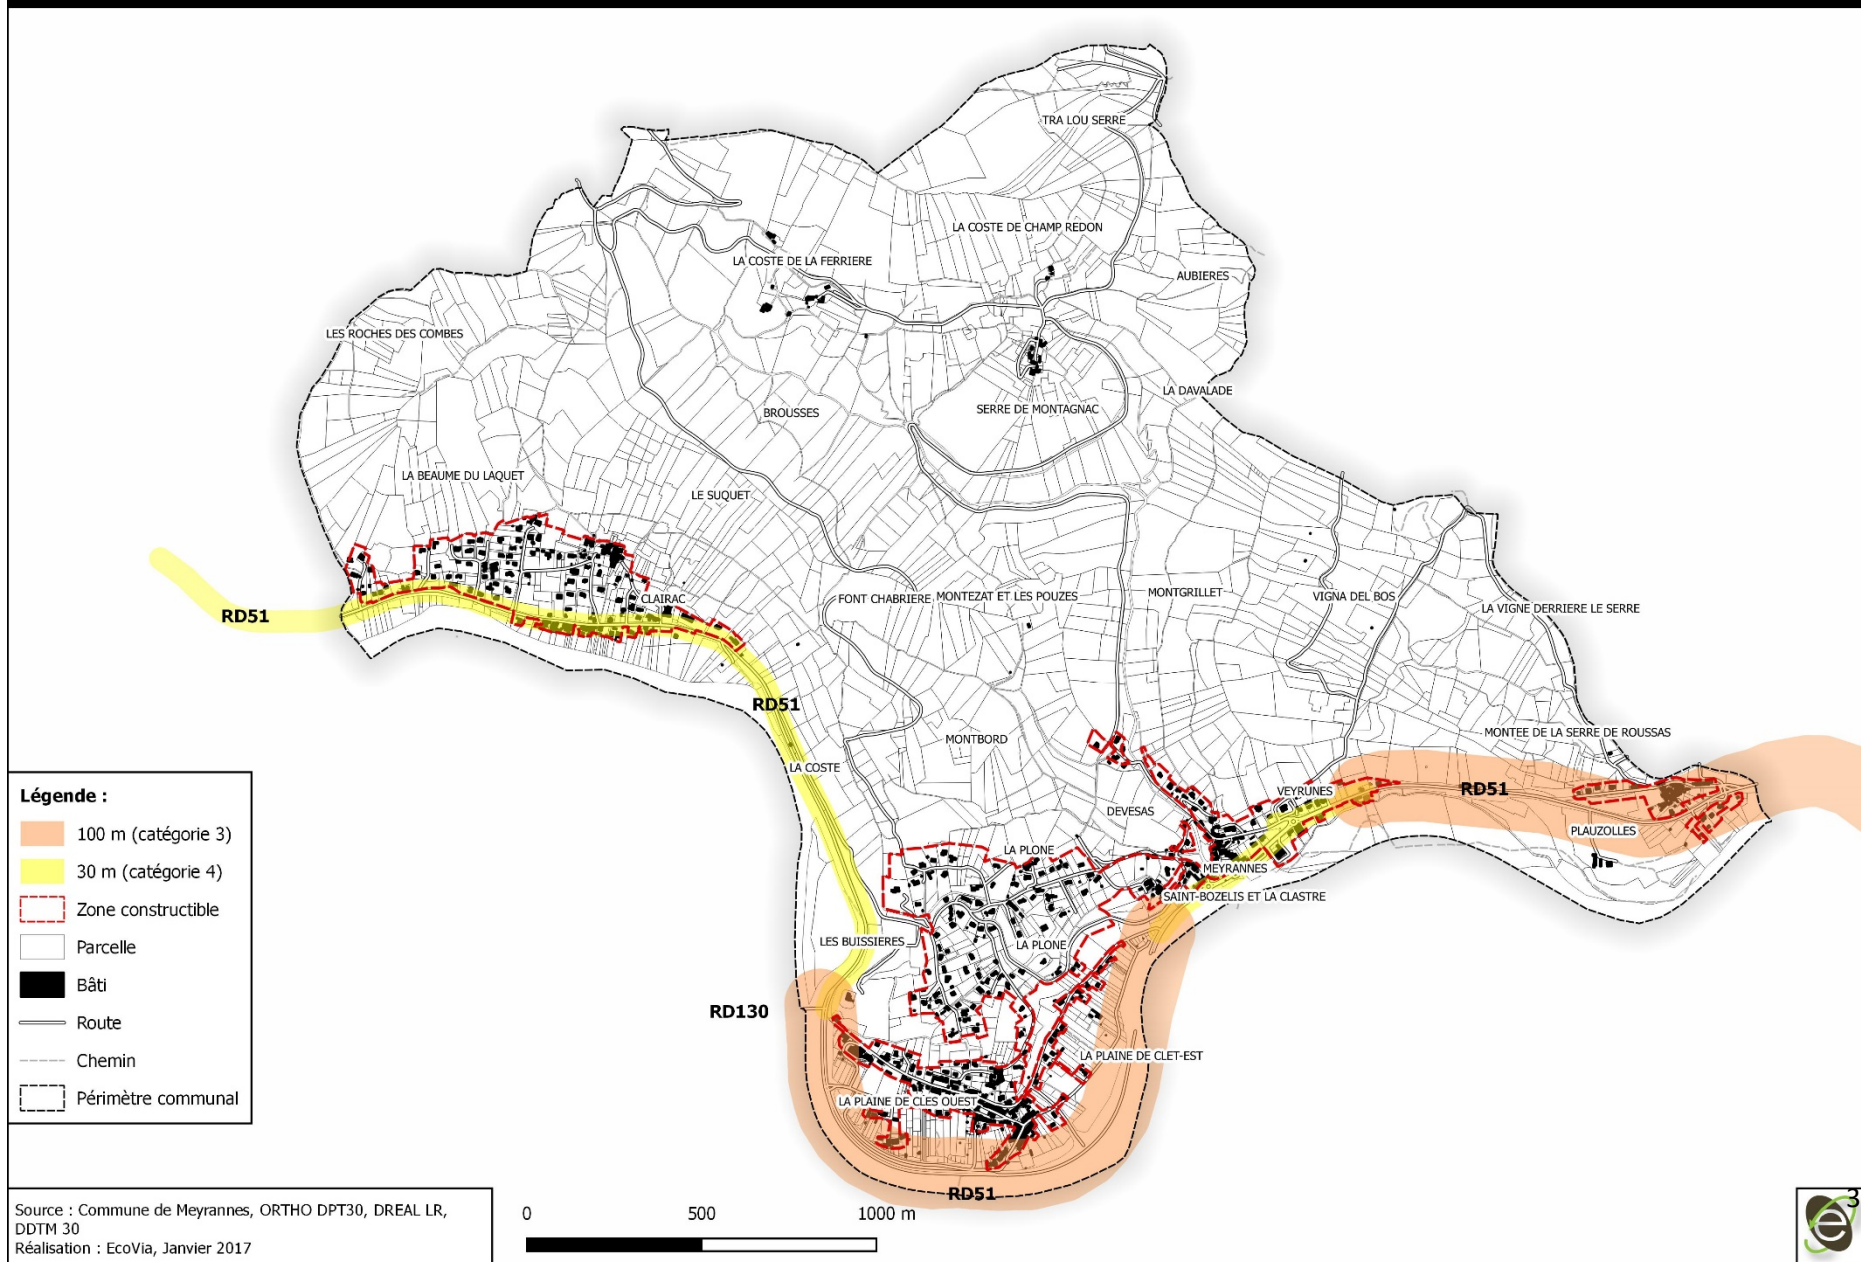 TRA LOU SERRE
LA COSTE DE CHAMP REDON
LA COSTE DE LA FERRIERE
AUBIERES
LES ROCHES DES COMBES
LA DAVALADE
BROUSSES
SERRE DE MONTAGNAC
LA BEAUME DU LAQUET
LE SUQUET
CLAIRAC
FONT CHABRIERE
MONTEZAT ET LES POUZES
MONTGRILLET
VIGNA DEL BOS
LA VIGNE DERRIERE LE SERRE
RD51
RD51
MONTBORD
MONTEE DE LA SERRE DE ROUSSAS
LA COSTE
VEYRUNES
RD51
DEVESAS
PLAUZOLLES
LA PLONE
MEYRANNES
SAINT-BOZELIS ET LA CLASTRE
LES BUISSIERES
LA PLONE
RD130
LA PLAINE DE CLET-EST
LA PLAINE DE CLES OUEST
RD51
Légende :
100 m (catégorie 3)
30 m (catégorie 4)
Zone constructible
Parcelle
Bâti
Route
Chemin
Périmètre communal
Source : Commune de Meyrannes, ORTHO DPT30, DREAL LR,
DDTM 30
Réalisation : EcoVia, Janvier 2017
0 500 1000 m
3
e